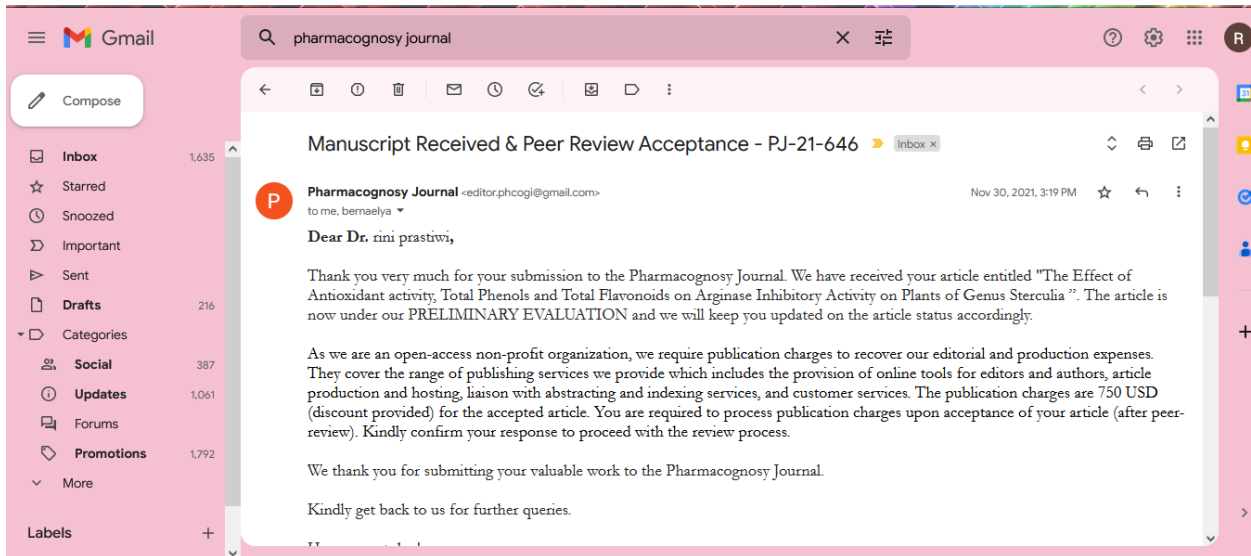 Gmail
pharmacognosy journal
R
Compose
31
Inbox 1,635
Starred
Snoozed
Important
Sent
Drafts 216
Categories
Social 387
Updates 1,061
Forums
Promotions 1,792
More
Labels
Manuscript Received & Peer Review Acceptance - PJ-21-646 Inbox ×
P
Pharmacognosy Journal <editor.phcogi@gmail.com> Nov 30, 2021, 3:19 PM
to me, bernaelya
Dear Dr. rini prastiwi,
Thank you very much for your submission to the Pharmacognosy Journal. We have received your article entitled "The Effect of
Antioxidant activity, Total Phenols and Total Flavonoids on Arginase Inhibitory Activity on Plants of Genus Sterculia ”. The article is
now under our PRELIMINARY EVALUATION and we will keep you updated on the article status accordingly.
As we are an open-access non-profit organization, we require publication charges to recover our editorial and production expenses.
They cover the range of publishing services we provide which includes the provision of online tools for editors and authors, article
production and hosting, liaison with abstracting and indexing services, and customer services. The publication charges are 750 USD
(discount provided) for the accepted article. You are required to process publication charges upon acceptance of your article (after peer-
review). Kindly confirm your response to proceed with the review process.
We thank you for submitting your valuable work to the Pharmacognosy Journal.
Kindly get back to us for further queries.